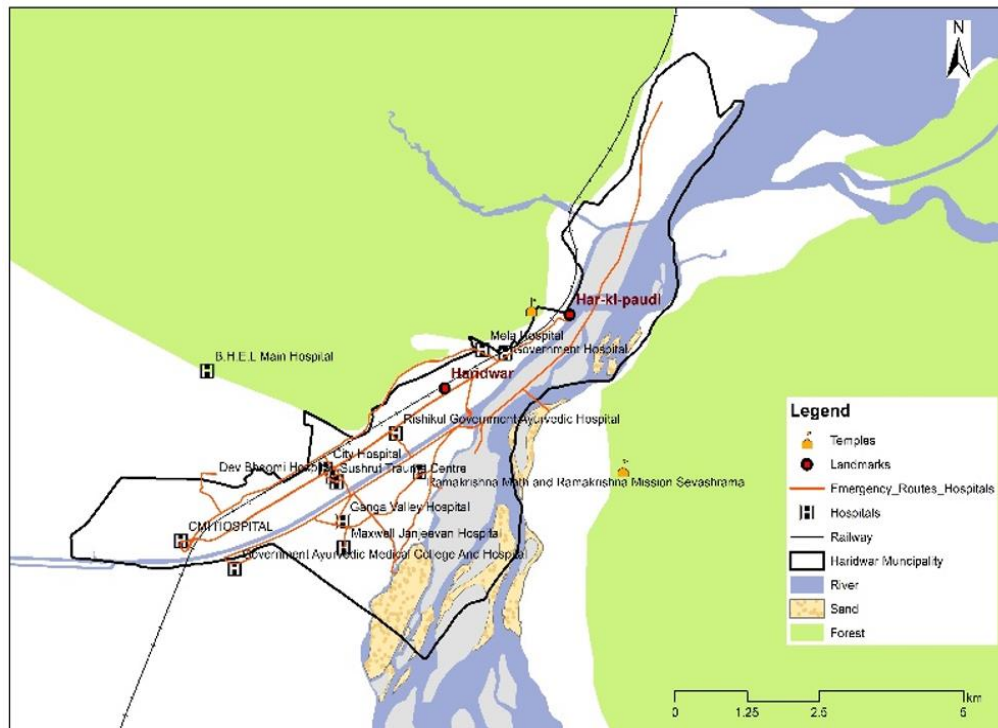 N
Har-ki-paudi
Mela Hospital
Government Hospital
B.H.E.L Main Hospital
Haridwar
Rishikul Government Ayurvedic Hospital
City Hospital
Dev Bhoomi Hospital
Sushrut Trauma Centre
Ramakrishna Math and Ramakrishna Mission Sevashrama
Ganga Valley Hospital
CMI HOSPITAL
Maxwell Janjeevan Hospital
Government Ayurvedic Medical College And Hospital
Legend
Temples
Landmarks
Emergency_Routes_Hospitals
Hospitals
Railway
Haridwar Muncipality
River
Sand
Forest
km
0 1.25 2.5 5